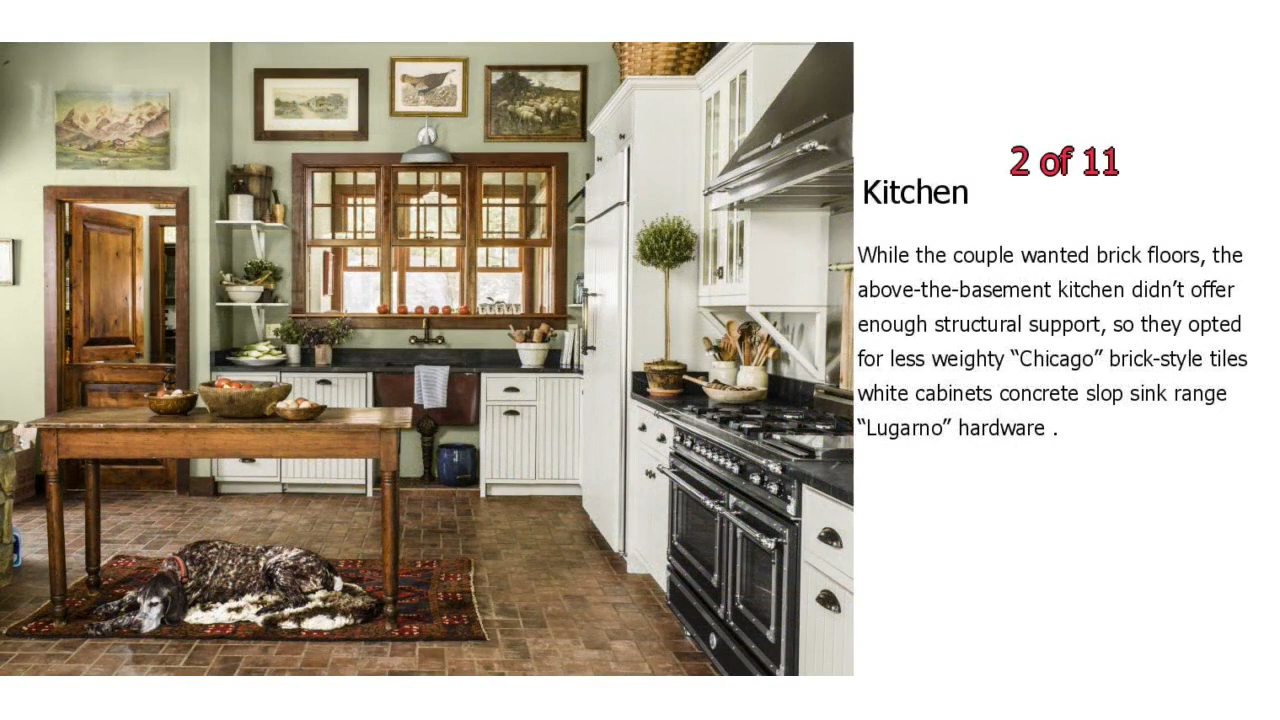 2 of 11
Kitchen
While the couple wanted brick floors, the
above-the-basement kitchen didn’t offer
enough structural support, so they opted
for less weighty “Chicago” brick-style tiles
white cabinets concrete slop sink range
“Lugarno” hardware .